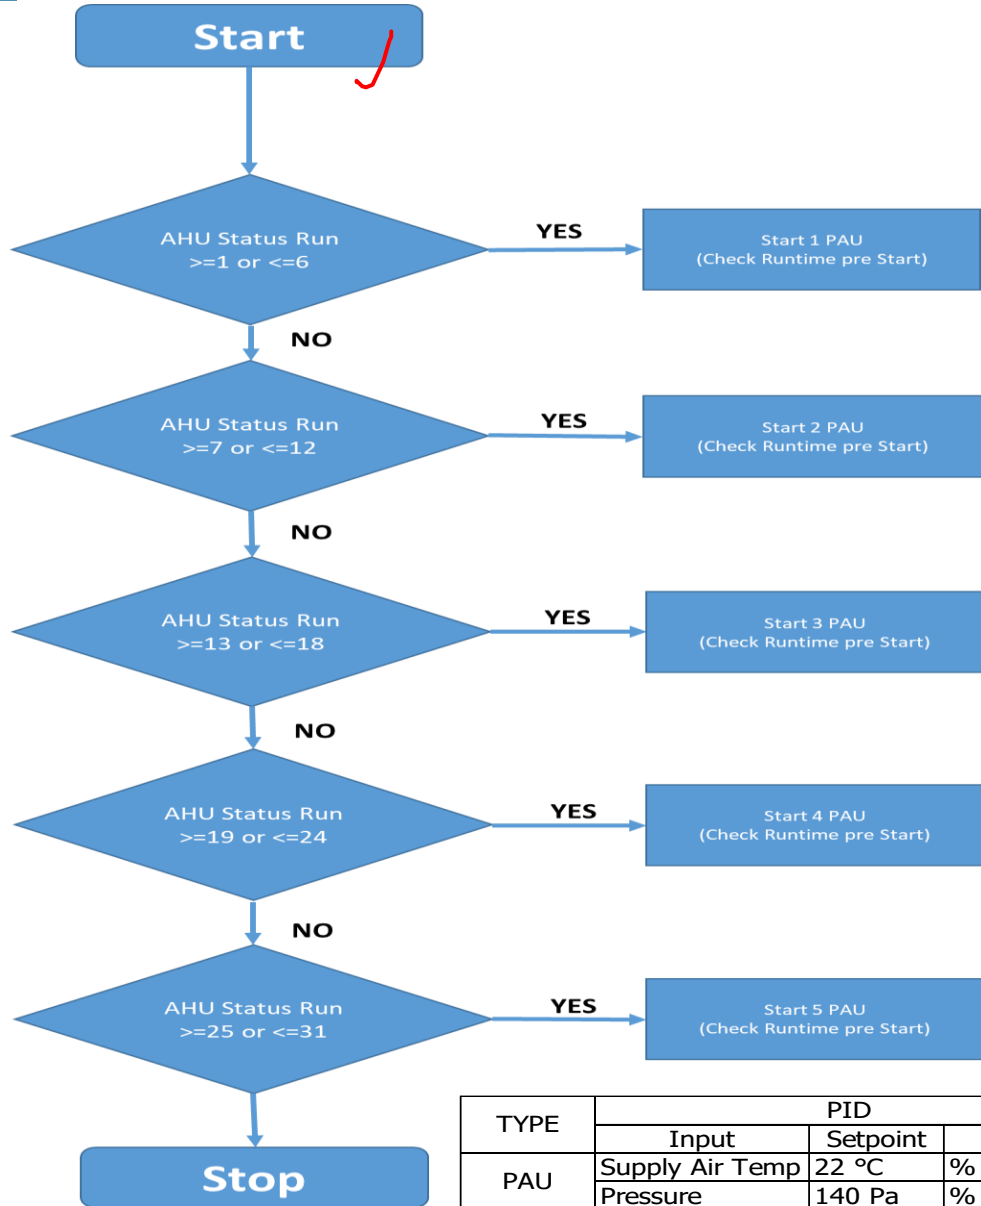 Start
AHU Status Run
>=1 or <=6
YES
Start 1 PAU
(Check Runtime pre Start)
NO
AHU Status Run
>=7 or <=12
YES
Start 2 PAU
(Check Runtime pre Start)
NO
AHU Status Run
>=13 or <=18
YES
Start 3 PAU
(Check Runtime pre Start)
NO
AHU Status Run
>=19 or <=24
YES
Start 4 PAU
(Check Runtime pre Start)
NO
AHU Status Run
>=25 or <=31
YES
Start 5 PAU
(Check Runtime pre Start)
Stop
TYPE PID
Input Setpoint
PAU Supply Air Temp 22 °C %
Pressure 140 Pa %